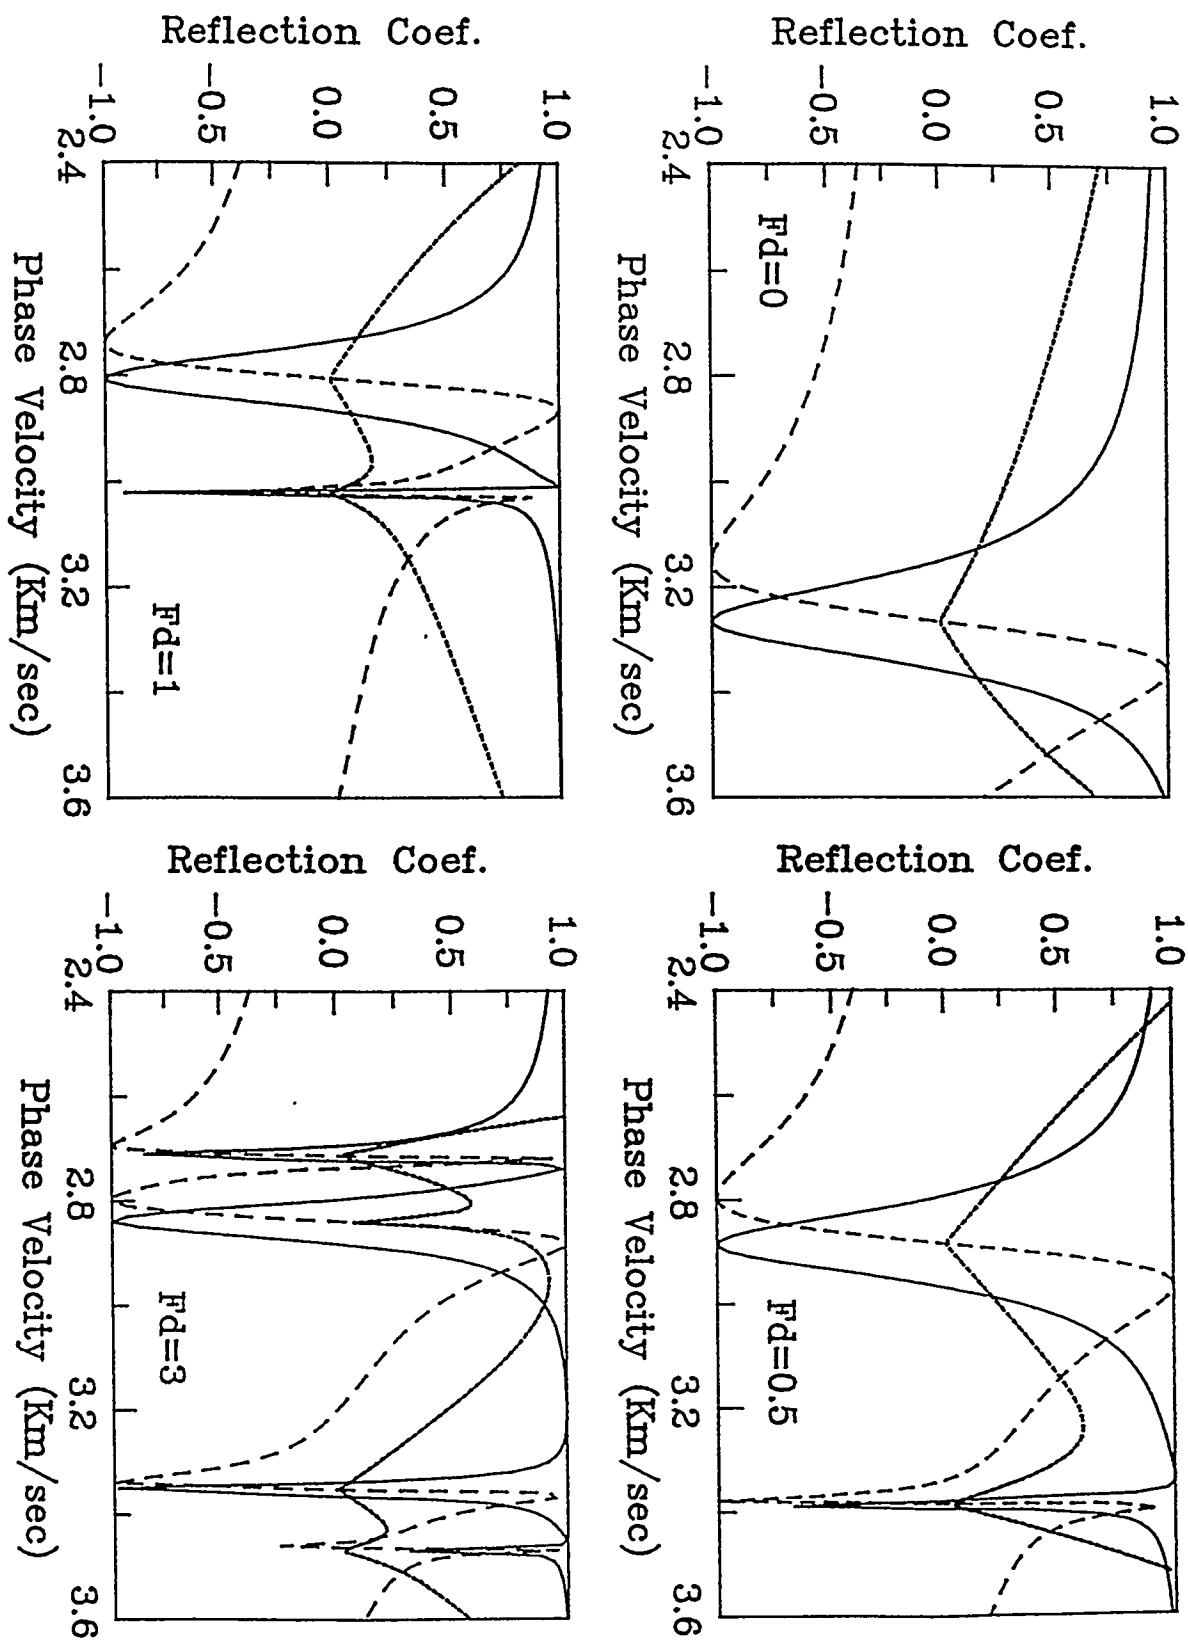 Reflection Coef.
1.0
0.5
0.0
−0.5
−1.0
Fd=0
2.4 2.8 3.2 3.6
Phase Velocity (Km/sec)
Reflection Coef.
1.0
0.5
0.0
−0.5
−1.0
Fd=0.5
2.4 2.8 3.2 3.6
Phase Velocity (Km/sec)
Reflection Coef.
1.0
0.5
0.0
−0.5
−1.0
Fd=1
2.4 2.8 3.2 3.6
Phase Velocity (Km/sec)
Reflection Coef.
1.0
0.5
0.0
−0.5
−1.0
Fd=3
2.4 2.8 3.2 3.6
Phase Velocity (Km/sec)